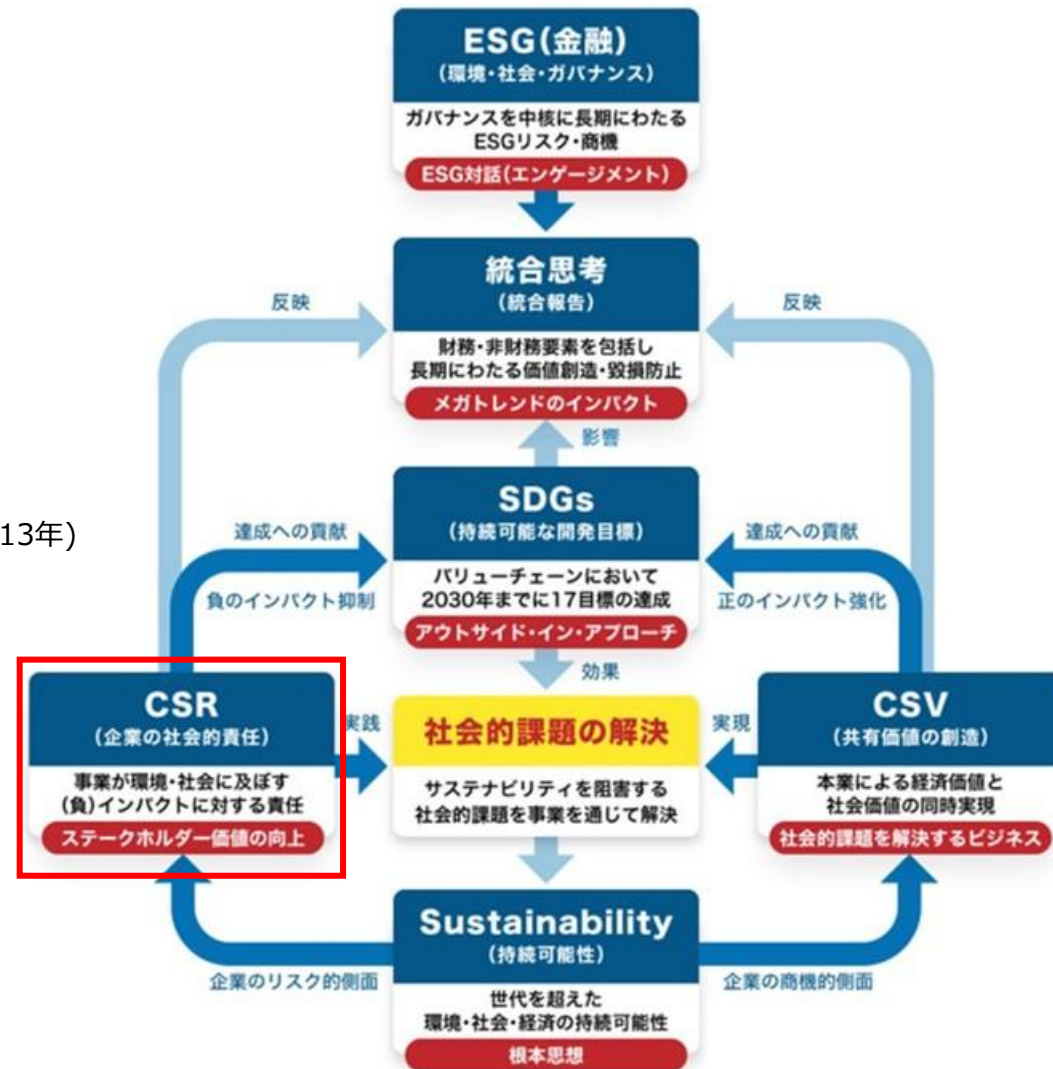 ESG(金融)
(環境・社会・ガバナンス)
ガバナンスを中核に長期にわたる
ESGリスク・商機
ESG対話(エンゲージメント)
統合思考
(統合報告)
反映
反映
財務・非財務要素を包括し
長期にわたる価値創造・毀損防止
メガトレンドのインパクト
影響
SDGs
(持続可能な開発目標)
13年)
達成への貢献
達成への貢献
バリューチェーンにおいて
2030年までに17目標の達成
負のインパクト抑制
正のインパクト強化
アウトサイド・イン・アプローチ
効果
CSR
(企業の社会的責任)
実践
社会的課題の解決
実現
CSV
(共有価値の創造)
事業が環境・社会に及ぼす
(負)インパクトに対する責任
ステークホルダー価値の向上
サステナビリティを阻害する
社会的課題を事業を通じて解決
本業による経済価値と
社会価値の同時実現
社会的課題を解決するビジネス
Sustainability
(持続可能性)
企業のリスク的側面
企業の商機的側面
世代を超えた
環境・社会・経済の持続可能性
根本思想